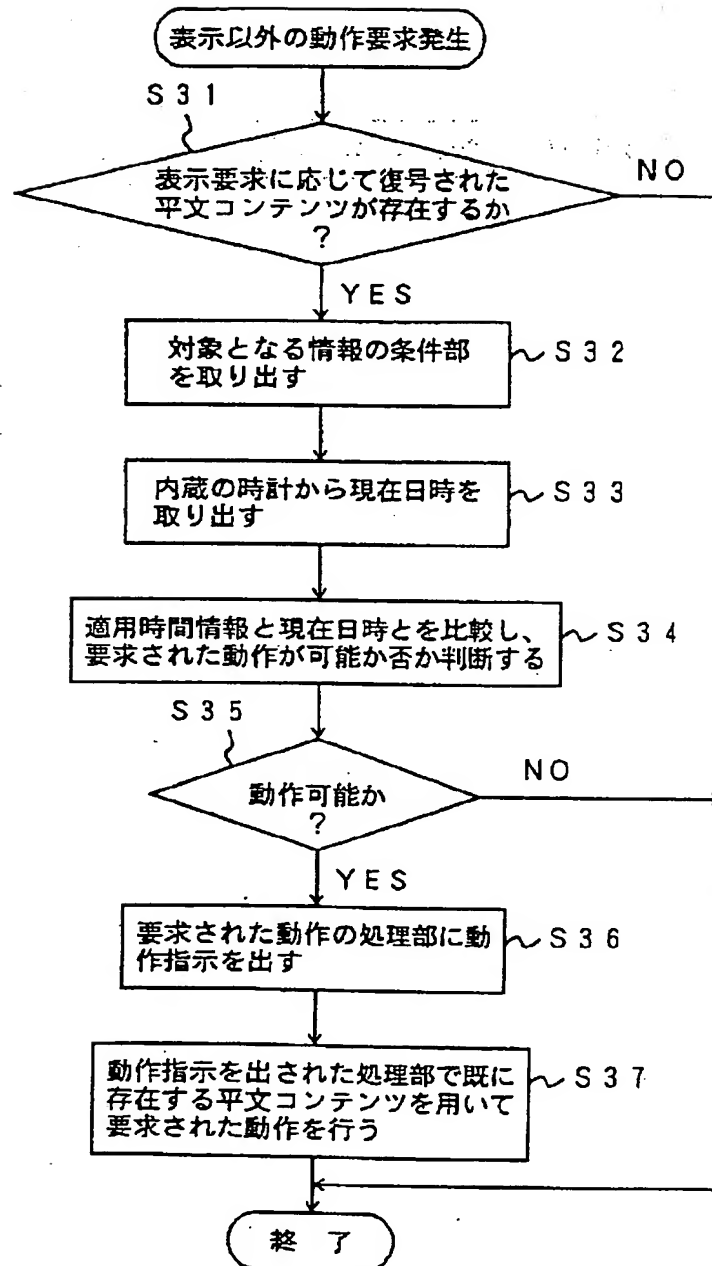 表示以外の動作要求発生
S31
表示要求に応じて復号された
平文コンテンツが存在するか
?
NO
YES
対象となる情報の条件部
を取り出す
S32
内蔵の時計から現在日時を
取り出す
S33
適用時間情報と現在日時とを比較し、
要求された動作が可能か否か判断する
S34
S35
動作可能か
?
NO
YES
要求された動作の処理部に動
作指示を出す
S36
動作指示を出された処理部で既に
存在する平文コンテンツを用いて
要求された動作を行う
S37
終了